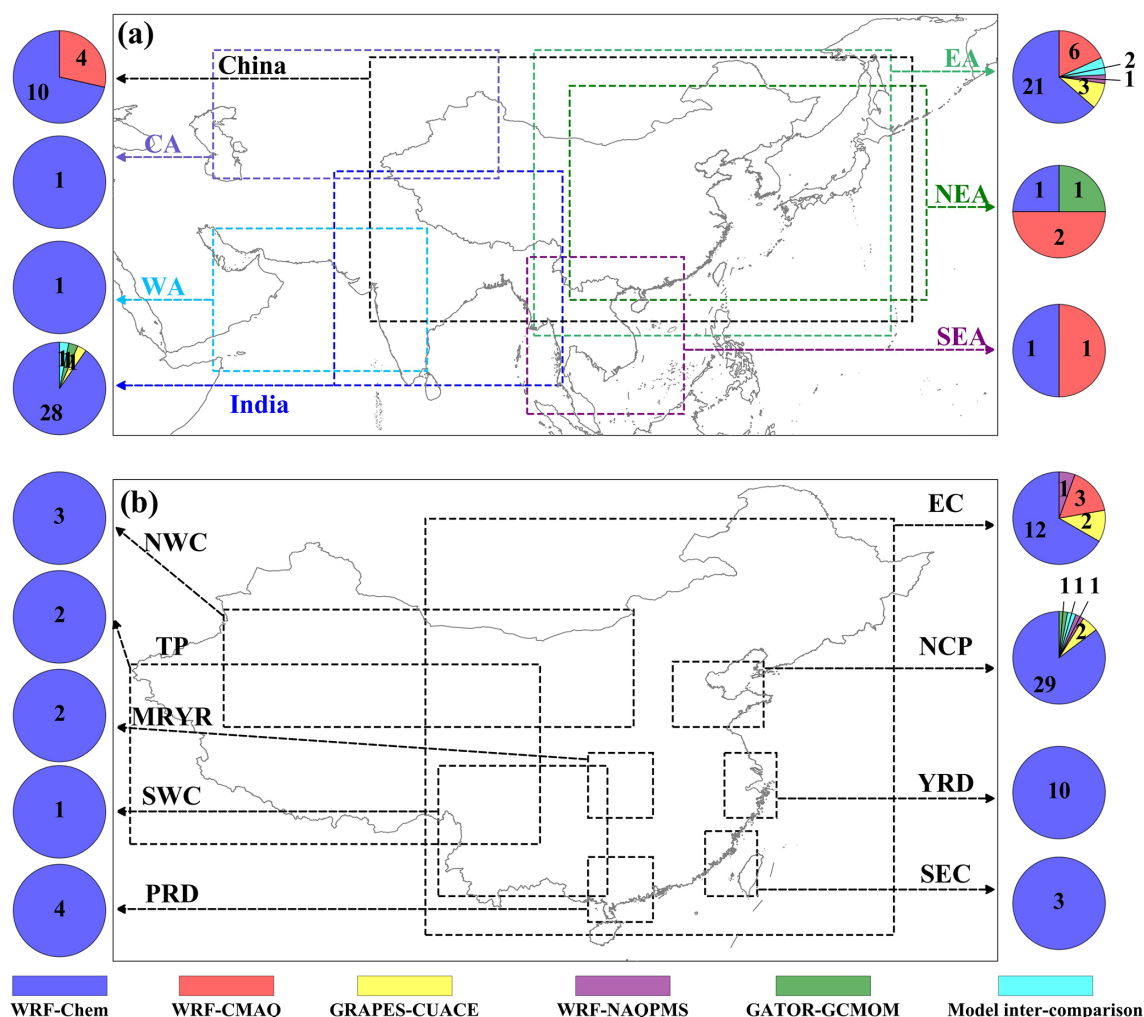 (a)
China
EA
CA
NEA
WA
SEA
India
4
10
1
1
1 1 1
28
6
2
1
3
21
1 1
2
1 1
(b)
EC
NWC
TP
NCP
MRYR
SWC
YRD
PRD
SEC
3
2
2
1
4
1
3
2
12
1 1 1
2
29
10
3
WRF-Chem WRF-CMAQ GRAPES-CUACE WRF-NAQPMS GATOR-GCMOM Model inter-comparison